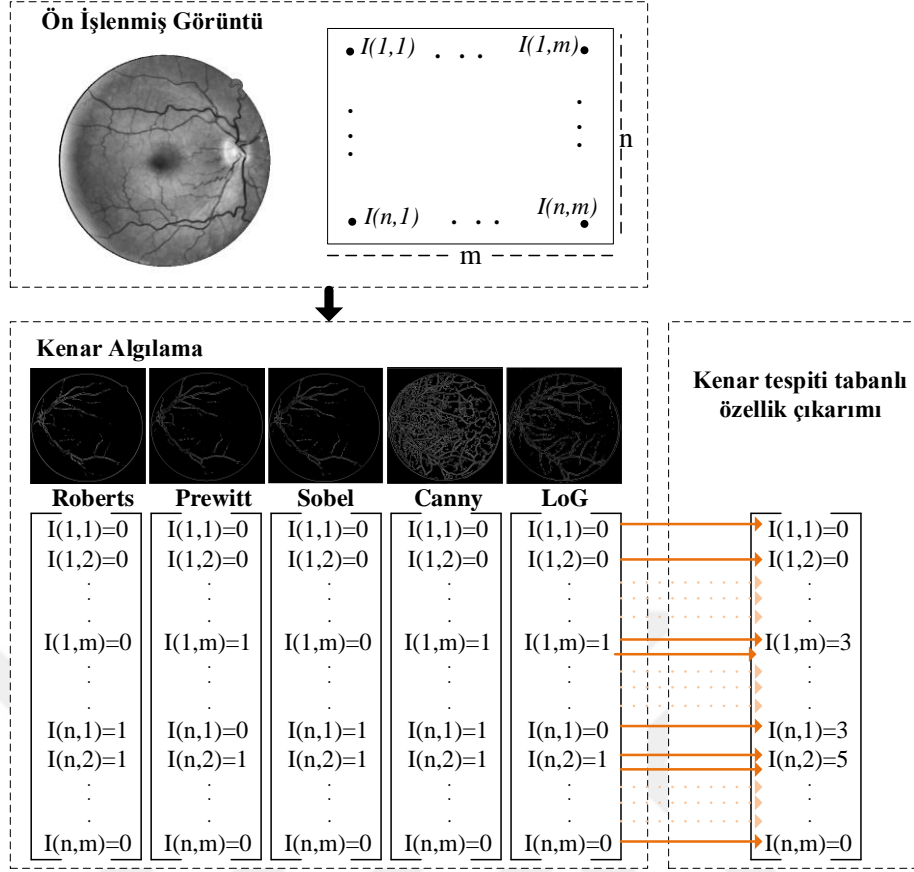 Ön İşlenmiş Görüntü
I(1,1) . . . I(1,m)
n
I(n,1) . . . I(n,m)
m
Kenar Algılama
Kenar tespiti tabanlı
özellik çıkarımı
Roberts Prewitt Sobel Canny LoG
I(1,1)=0 I(1,1)=0 I(1,1)=0 I(1,1)=0 I(1,1)=0 I(1,1)=0
I(1,2)=0 I(1,2)=0 I(1,2)=0 I(1,2)=0 I(1,2)=0 I(1,2)=0
I(1,m)=0 I(1,m)=1 I(1,m)=0 I(1,m)=1 I(1,m)=1 I(1,m)=3
I(n,1)=1 I(n,1)=0 I(n,1)=1 I(n,1)=1 I(n,1)=0 I(n,1)=3
I(n,2)=1 I(n,2)=1 I(n,2)=1 I(n,2)=1 I(n,2)=1 I(n,2)=5
I(n,m)=0 I(n,m)=0 I(n,m)=0 I(n,m)=0 I(n,m)=0 I(n,m)=0